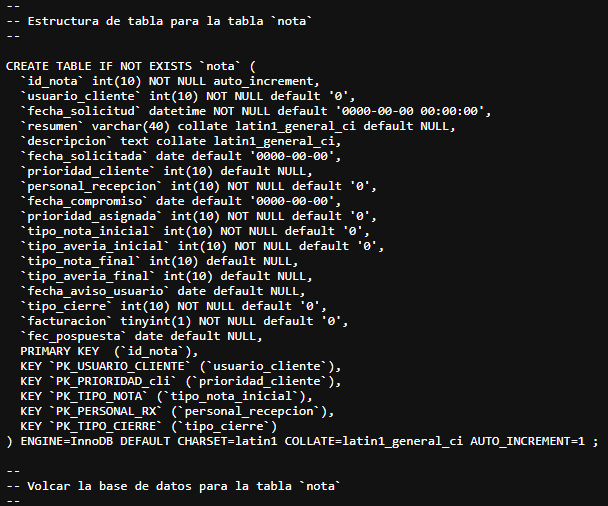 --
-- Estructura de tabla para la tabla `nota`
--
CREATE TABLE IF NOT EXISTS `nota` (
`id_nota` int(10) NOT NULL auto_increment,
`usuario_cliente` int(10) NOT NULL default '0',
`fecha_solicitud` datetime NOT NULL default '0000-00-00 00:00:00',
`resumen` varchar(40) collate latin1_general_ci default NULL,
`descripcion` text collate latin1_general_ci,
`fecha_solicitada` date default '0000-00-00',
`prioridad_cliente` int(10) default NULL,
`personal_recepcion` int(10) NOT NULL default '0',
`fecha_compromiso` date default '0000-00-00',
`prioridad_asignada` int(10) NOT NULL default '0',
`tipo_nota_inicial` int(10) NOT NULL default '0',
`tipo_averia_inicial` int(10) NOT NULL default '0',
`tipo_nota_final` int(10) default NULL,
`tipo_averia_final` int(10) default NULL,
`fecha_aviso_usuario` date default NULL,
`tipo_cierre` int(10) NOT NULL default '0',
`facturacion` tinyint(1) NOT NULL default '0',
`fec_pospuesta` date default NULL,
PRIMARY KEY  (`id_nota`),
KEY `PK_USUARIO_CLIENTE` (`usuario_cliente`),
KEY `PK_PRIORIDAD_cli` (`prioridad_cliente`),
KEY `PK_TIPO_NOTA` (`tipo_nota_inicial`),
KEY `PK_PERSONAL_RX` (`personal_recepcion`),
KEY `PK_TIPO_CIERRE` (`tipo_cierre`)
) ENGINE=InnoDB DEFAULT CHARSET=latin1 COLLATE=latin1_general_ci AUTO_INCREMENT=1 ;
--
-- Volcar la base de datos para la tabla `nota`
--